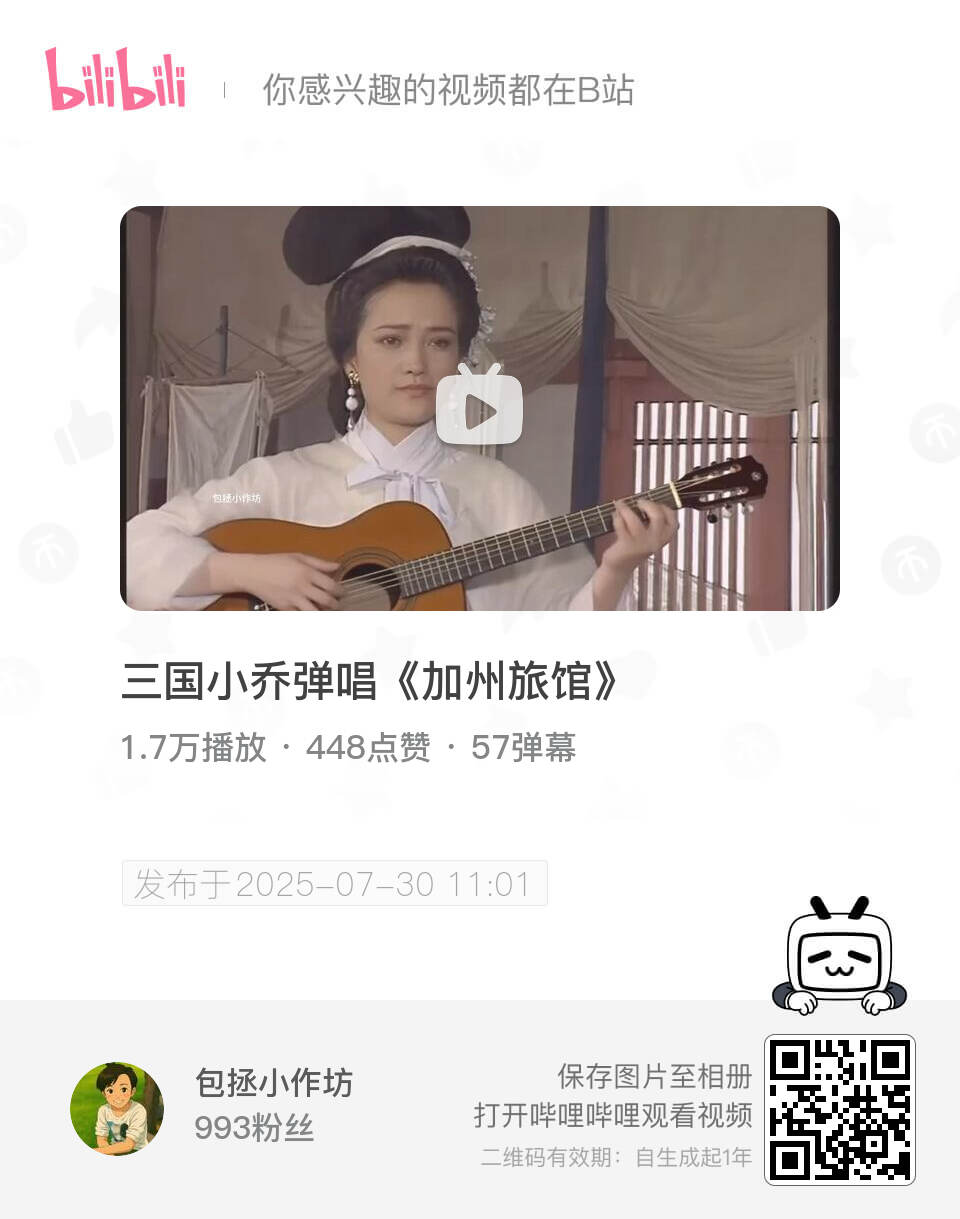 bilibili
你感兴趣的视频都在B站
包拯小作坊
三国小乔弹唱《加州旅馆》
1.7万播放 · 448点赞 · 57弹幕
发布于2025-07-30 11:01
包拯小作坊
993粉丝
保存图片至相册
打开哔哩哔哩观看视频
二维码有效期：自生成起1年